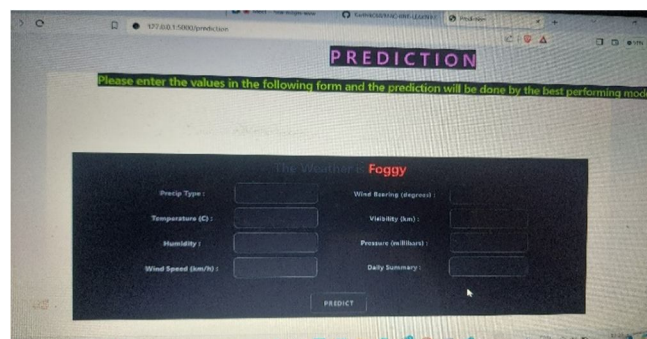 127.0.0.1:5000/prediction
PREDICTION
Please enter the values in the following form and the prediction will be done by the best performing mod
The Weather is Foggy
Precip Type : Wind Bearing (degrees) :
Temperature (C) : Visibility (km) :
Humidity : Pressure (millibars) :
Wind Speed (km/h) : Daily Summary :
PREDICT